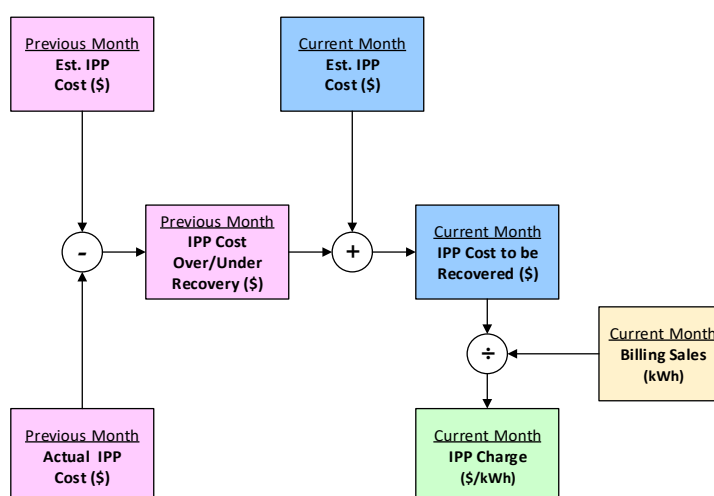 Previous Month
Est. IPP
Cost ($)
Current Month
Est. IPP
Cost ($)
-
Previous Month
IPP Cost
Over/Under
Recovery ($)
+
Current Month
IPP Cost to be
Recovered ($)
÷
Current Month
Billing Sales
(kWh)
Previous Month
Actual IPP
Cost ($)
Current Month
IPP Charge
($/kWh)